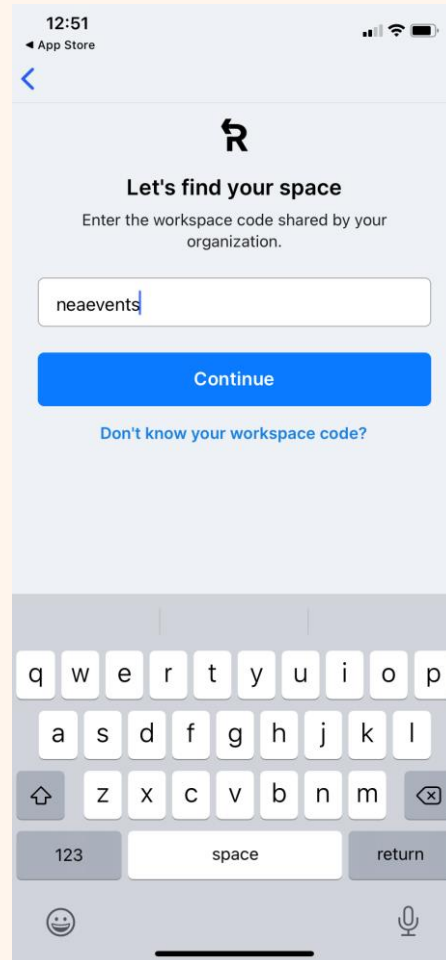 12:51
◀ App Store
R
Let's find your space
Enter the workspace code shared by your
organization.
neaevents
Continue
Don't know your workspace code?
q w e r t y u i o p
a s d f g h j k l
z x c v b n m
123 space return